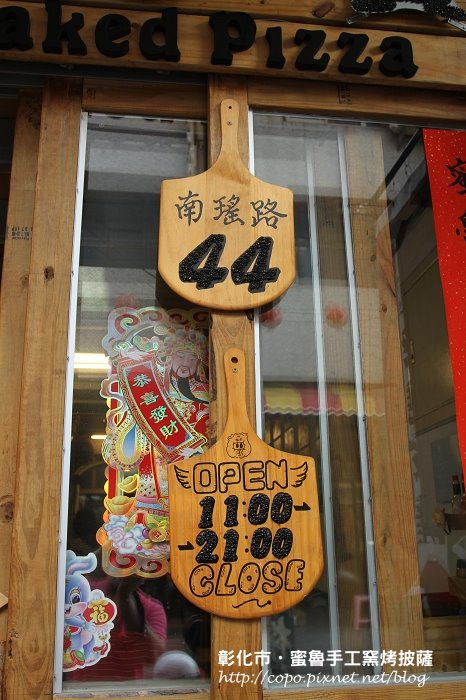 aked Pizza
南瑤路
44
恭喜發財
OPEN
11:00
21:00
CLOSE
福
彰化市・蜜魯手工窯烤披薩
http://copo.pixnet.net/blog